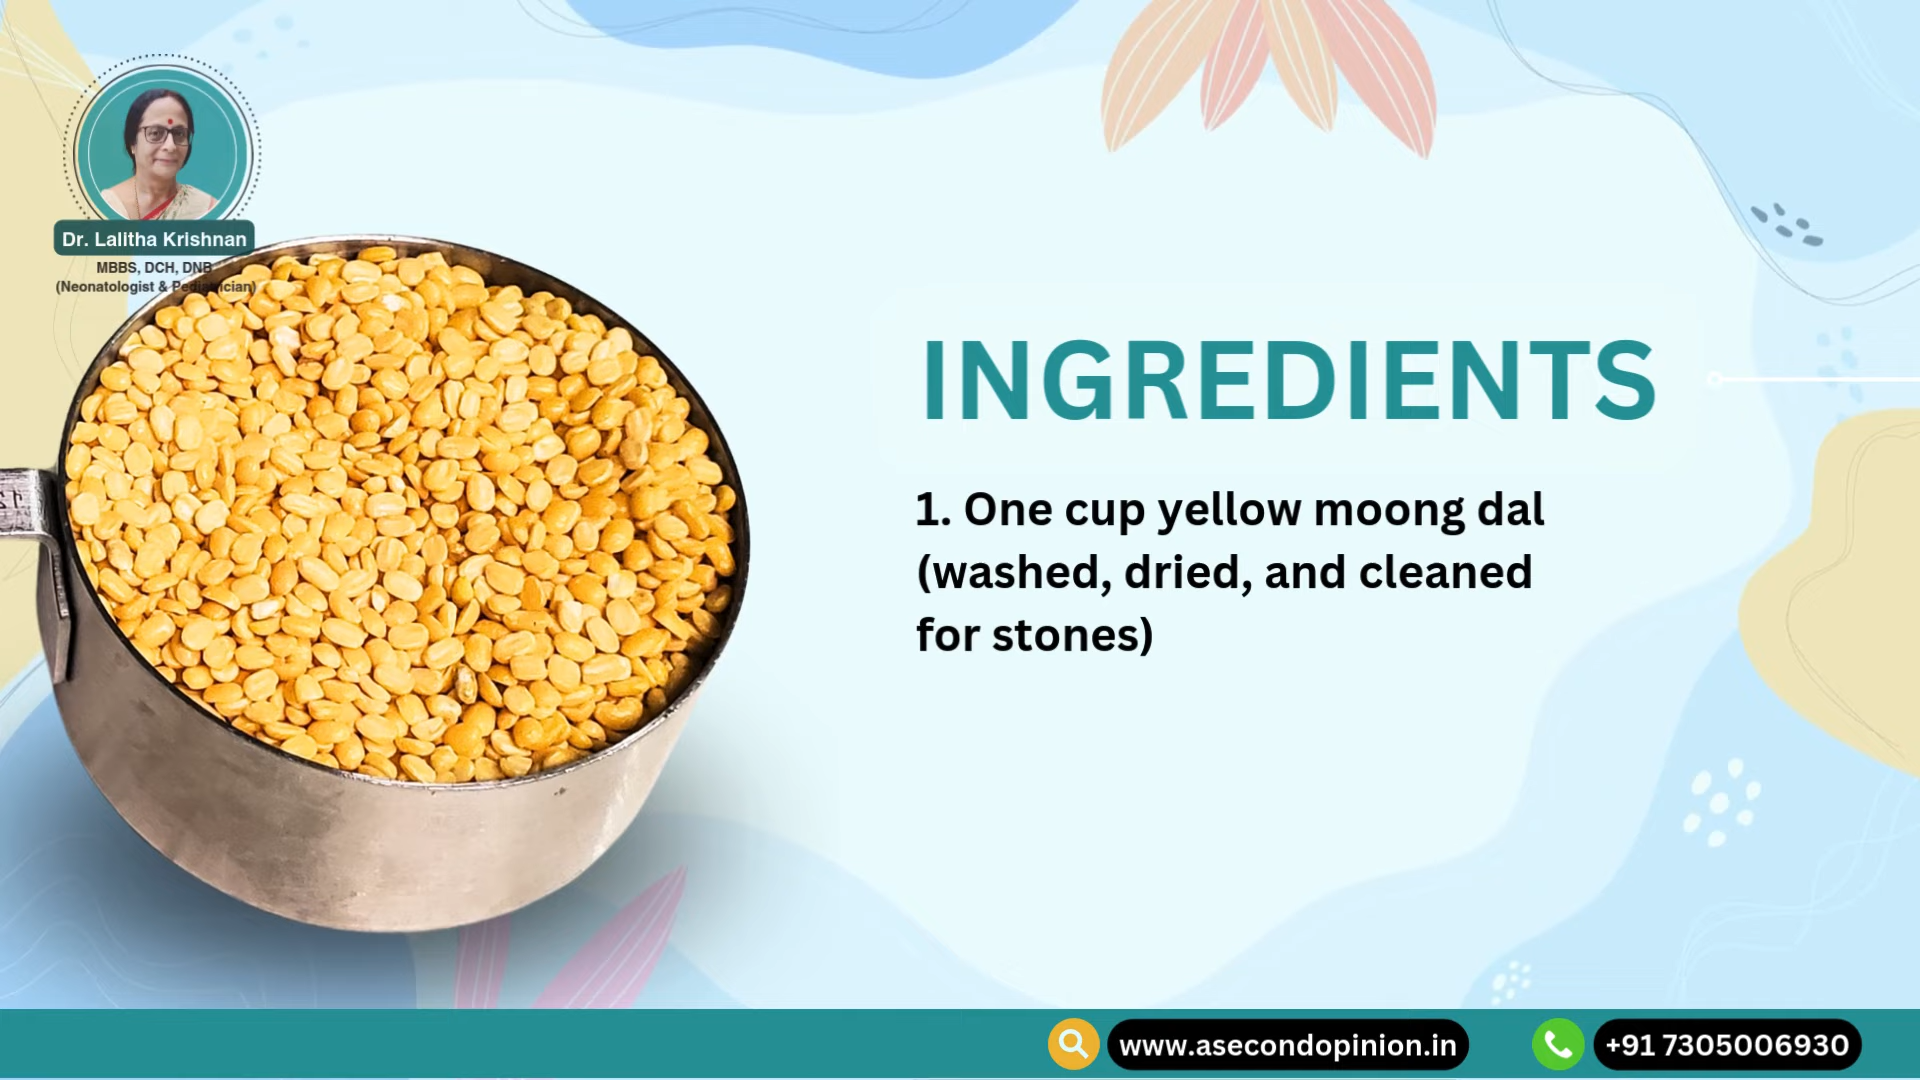 Dr. Lalitha Krishnan
MBBS, DCH, DNB
(Neonatologist & Pediatrician)
INGREDIENTS
1. One cup yellow moong dal
(washed, dried, and cleaned
for stones)
www.asecondopinion.in
+91 7305006930